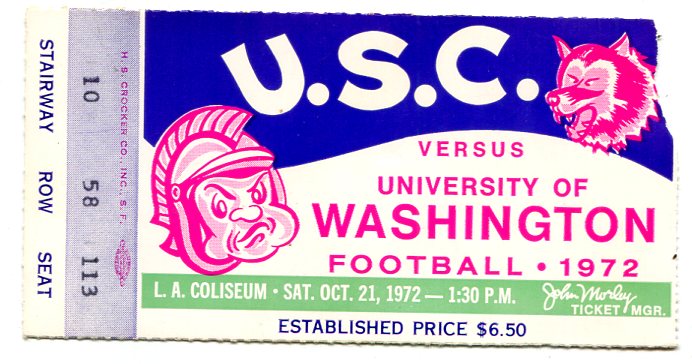 STAIRWAY ROW SEAT
10 58 113
H. S. CROCKER CO., INC., S. F.
U.S.C.
VERSUS
UNIVERSITY OF
WASHINGTON
FOOTBALL • 1972
L. A. COLISEUM • SAT. OCT. 21, 1972 — 1:30 P.M.
John Morley
TICKET MGR.
ESTABLISHED PRICE $6.50